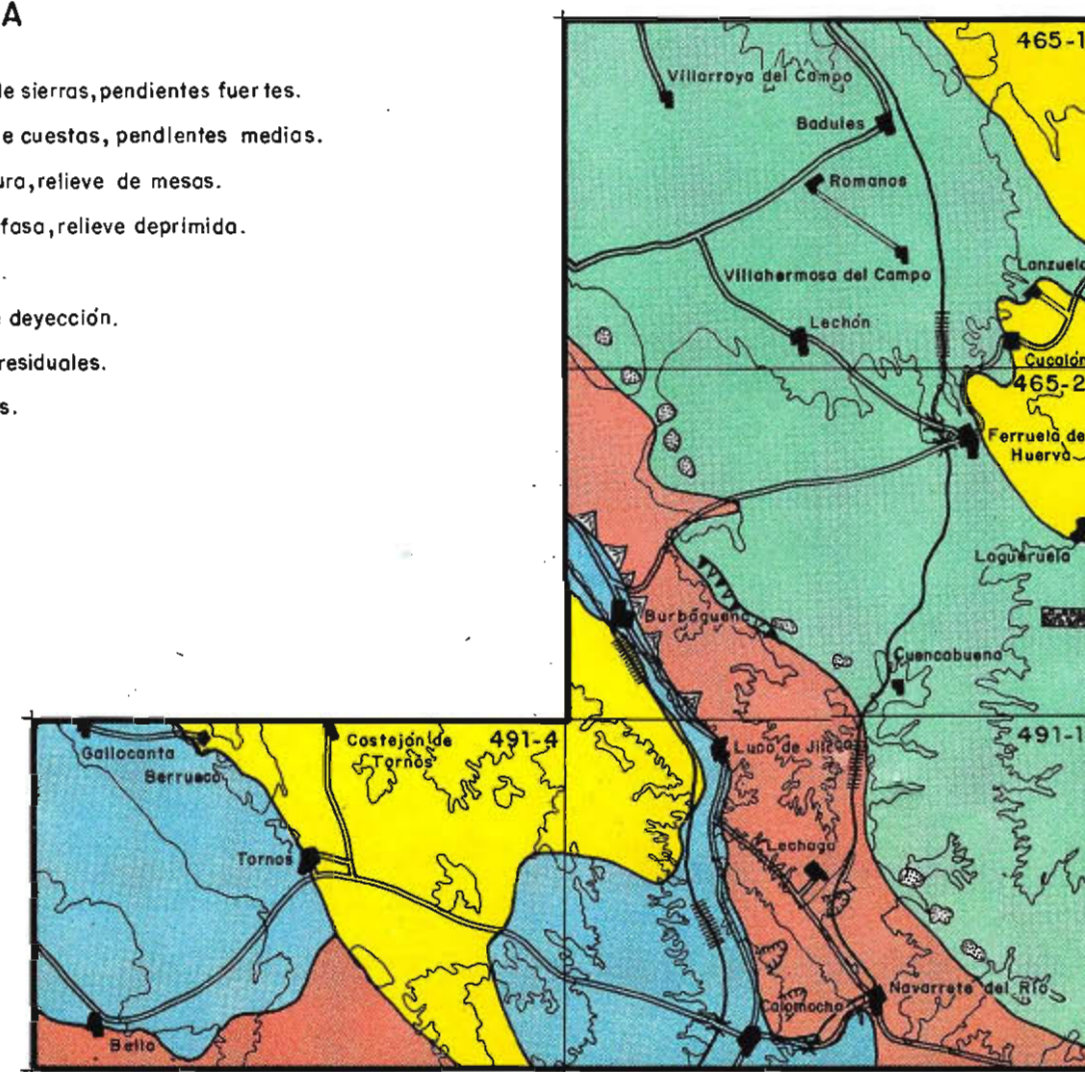 A
de sierras, pendientes fuertes.
e cuestas, pendientes medias.
ura, relieve de mesas.
fosa, relieve deprimida.
.
deyección.
residuales.
s.
465-1
Villarroya del Campo
Badules
Romanos
Lanzuela
Villahermosa del Campo
Lechón
Cucalón
465-2
Ferruela de
Huerva
Lagueruela
Burbáguena
Cuencabuena
Gallocanta
Berrueco
Castejón de
Tornos
491-4
Luco de Jiloca
491-1
Tornos
Lechago
Navarrete del Río
Calamocha
Bello